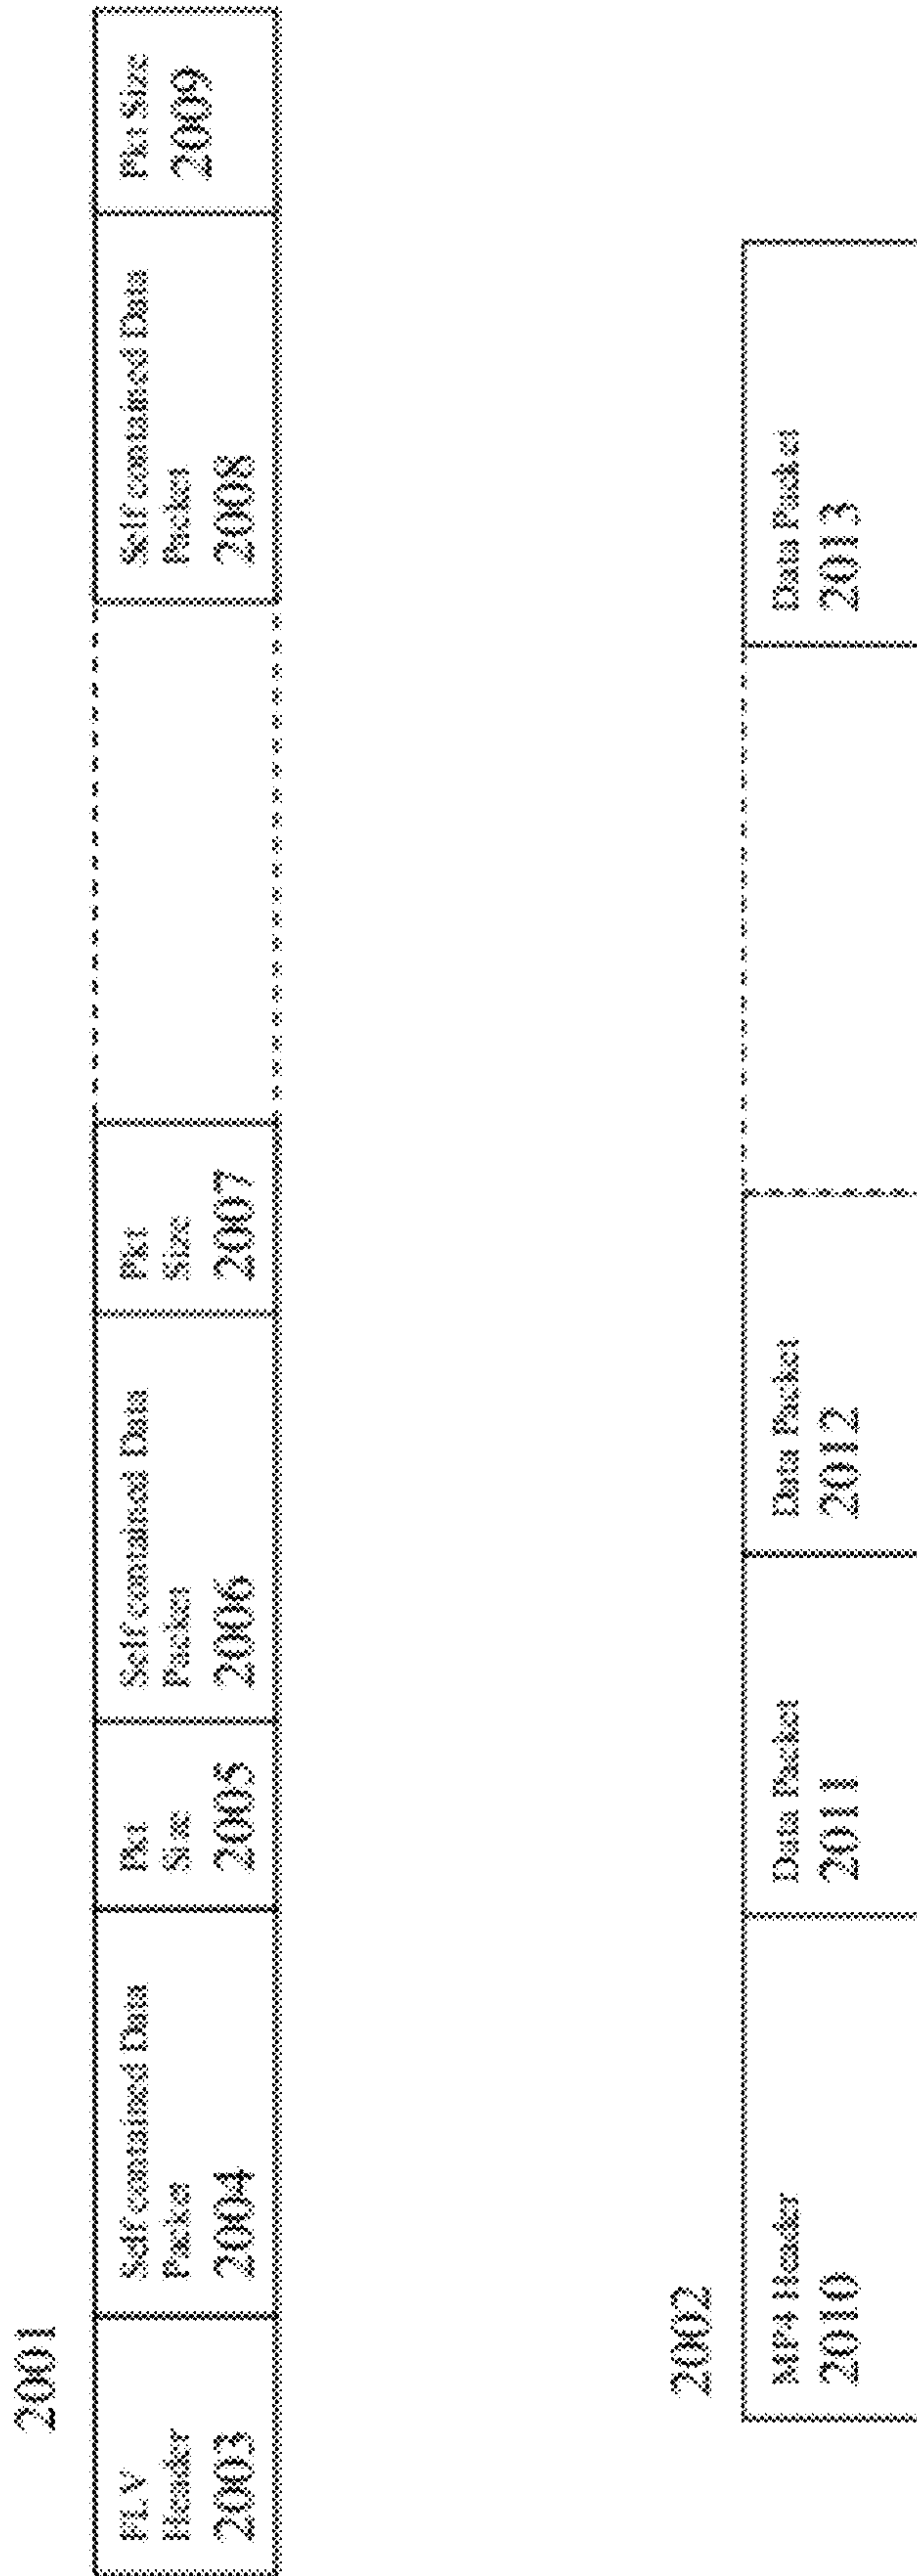 2001
FLV
Header
2003
Self contained Data
Packet
2004
Pkt
Size
2005
Self contained Data
Packet
2006
Pkt
Size
2007
Self contained Data
Packet
2008
Pkt Size
2009
2002
MP4 Header
2010
Data Packet
2011
Data Packet
2012
Data Packet
2013